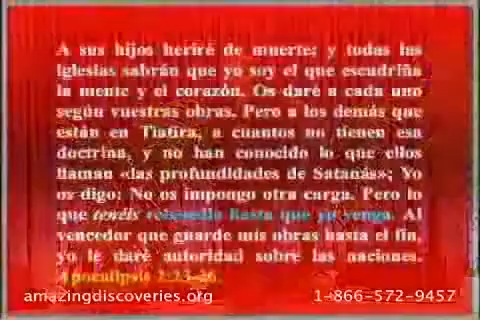 A sus hijos heriré de muerte; y todas las
iglesias sabrán que yo soy el que escudriña
la mente y el corazón. Os daré a cada uno
según vuestras obras. Pero a los demás que
están en Tiatira, a cuantos no tienen esa
doctrina, y no han conocido lo que ellos
llaman «las profundidades de Satanás»; Yo
os digo: No os impongo otra carga. Pero lo
que tenéis retenedlo hasta que yo venga. Al
vencedor que guarde mis obras hasta el fin,
yo le daré autoridad sobre las naciones.
Apocalipsis 2:23-26.
amazingdiscoveries.org 1-866-572-9457